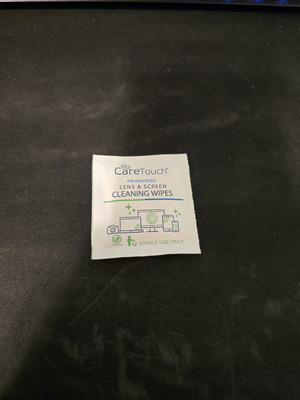 CareTouch
PRE-MOISTENED
LENS & SCREEN
CLEANING WIPES
SINGLE USE ONLY